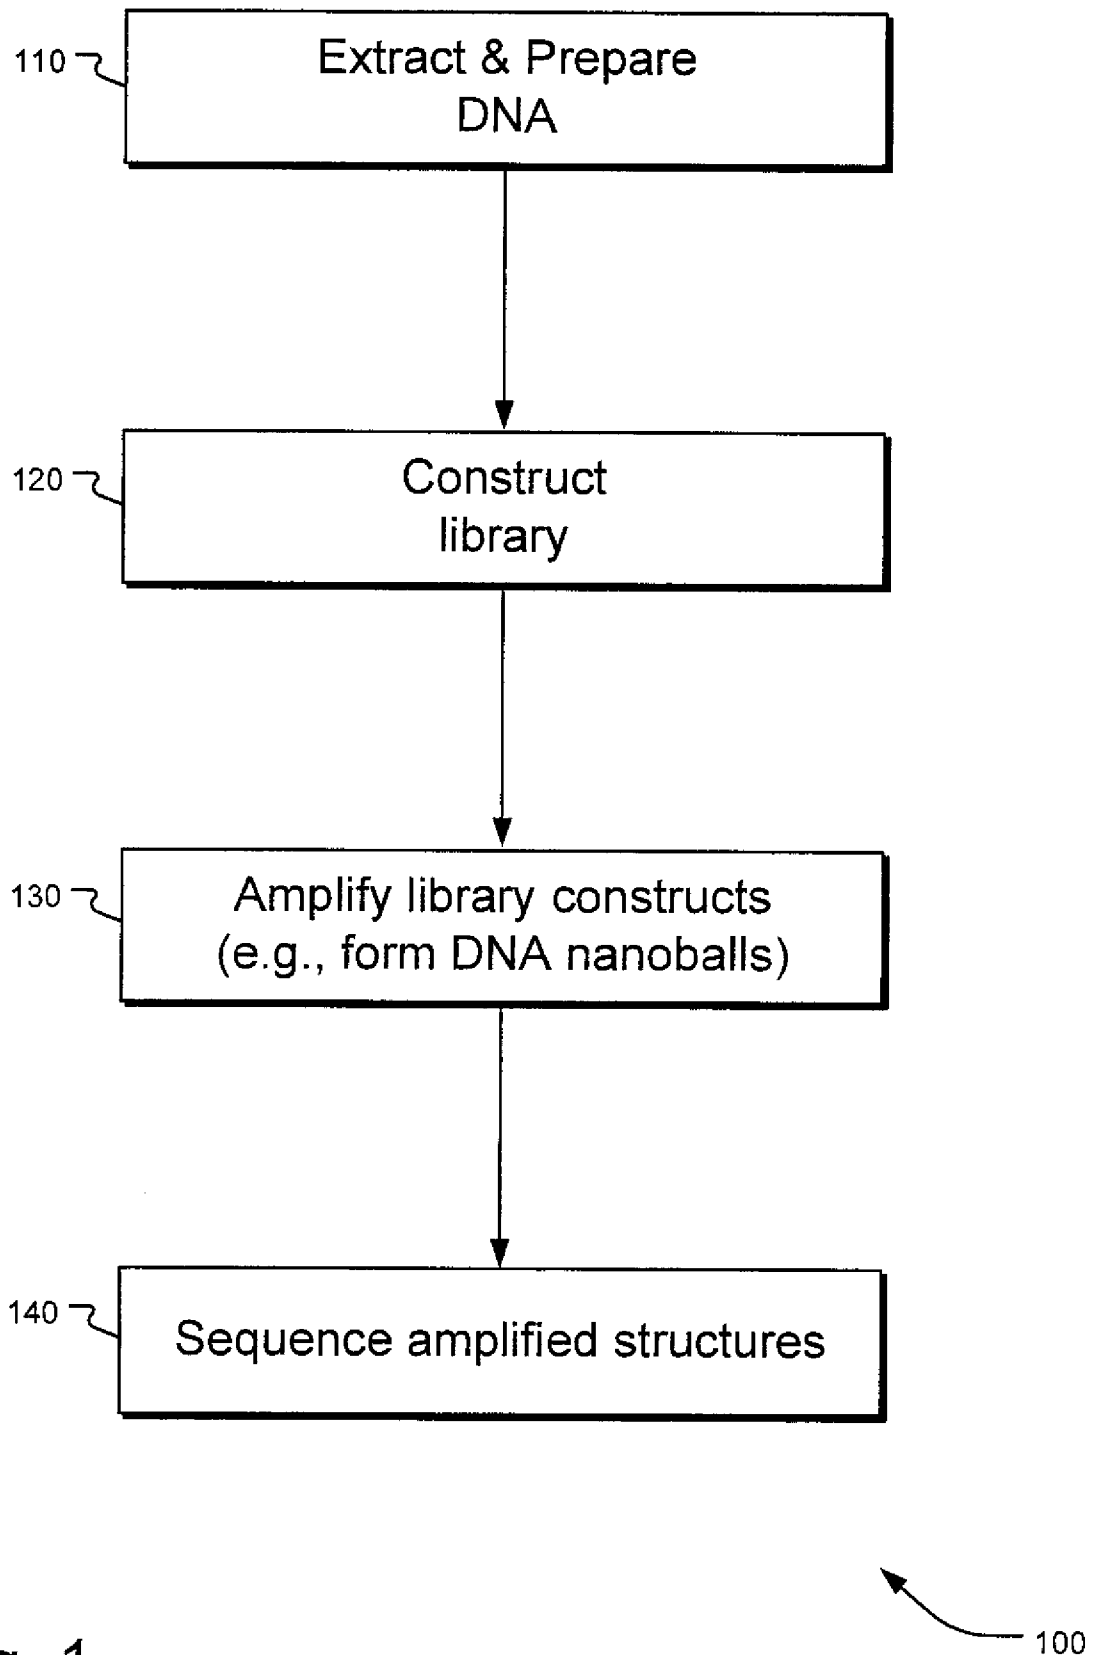 110
Extract & Prepare
DNA
120
Construct
library
130
Amplify library constructs
(e.g., form DNA nanoballs)
140
Sequence amplified structures
100
1